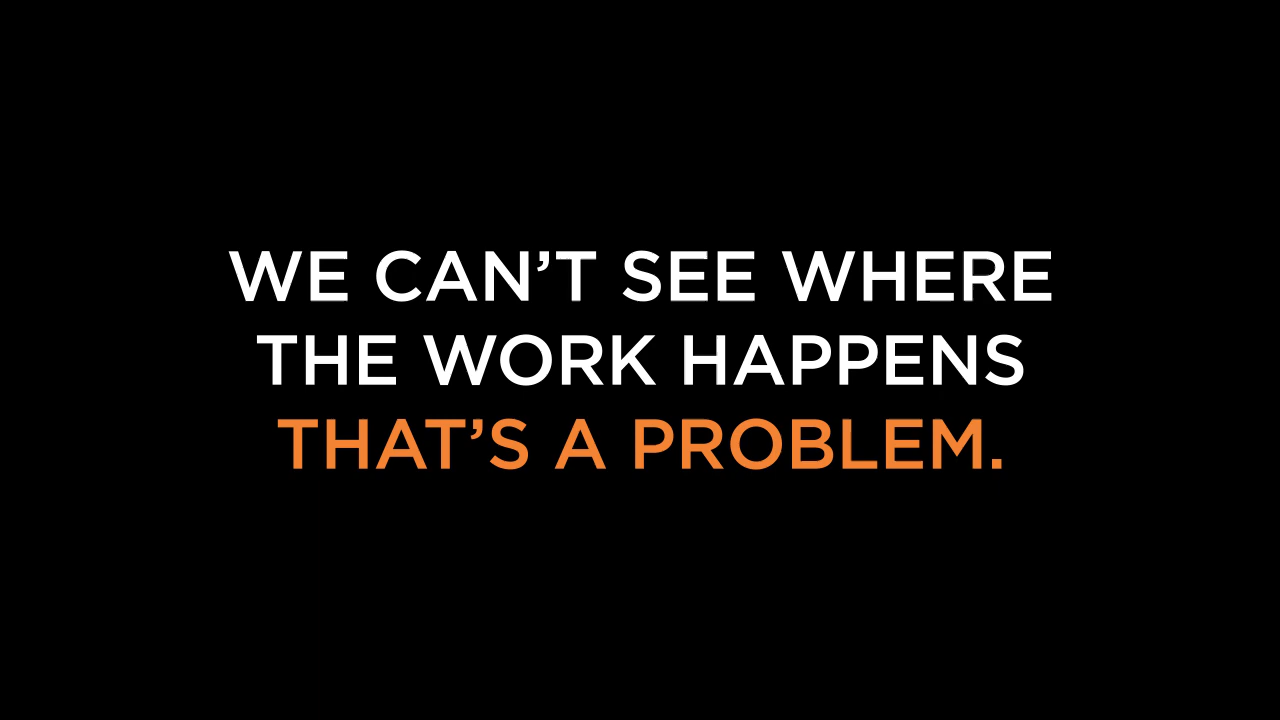 WE CAN’T SEE WHERE
THE WORK HAPPENS
THAT’S A PROBLEM.